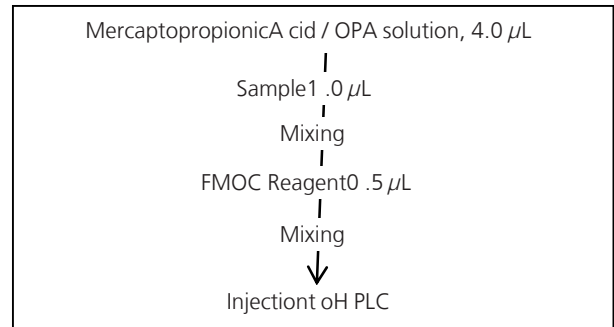 MercaptopropionicA cid / OPA solution, 4.0 µL
Sample1 .0 µL
Mixing
FMOC Reagent0 .5 µL
Mixing
Injectiont oH PLC